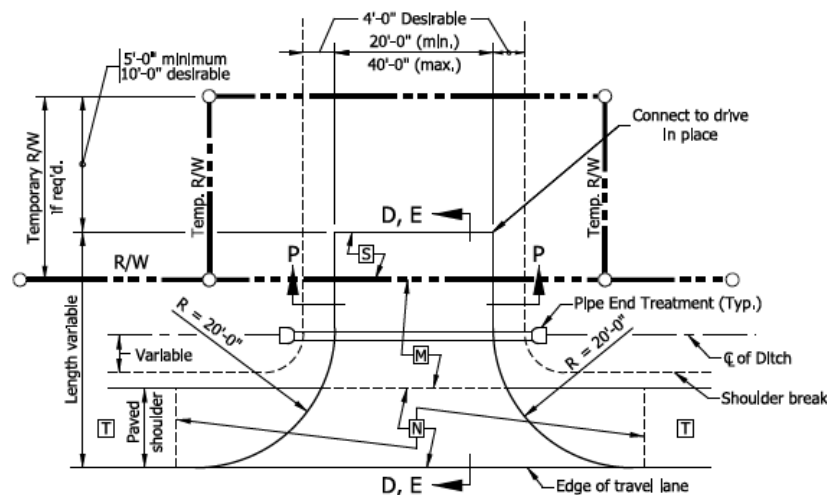 4'-0" Desirable
20'-0" (min.)
40'-0" (max.)
5'-0" minimum
10'-0" desirable
Connect to drive
in place
Temporary R/W
If req'd.
Temp. R/W
Temp. R/W
D, E
R/W
P
S
P
Pipe End Treatment (Typ.)
R = 20'-0"
R = 20'-0"
Length variable
Variable
M
℄ of Ditch
Shoulder break
Paved
shoulder
T
N
T
D, E
Edge of travel lane